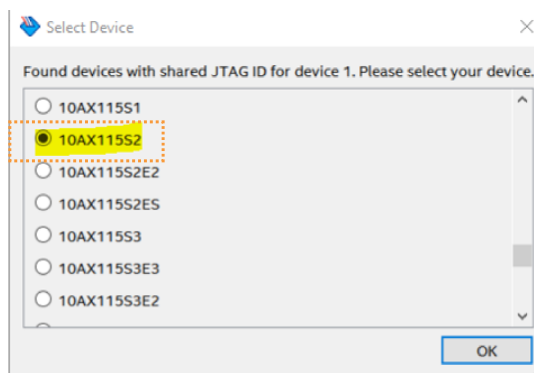 Select Device
Found devices with shared JTAG ID for device 1. Please select your device.
10AX115S1
10AX115S2
10AX115S2E2
10AX115S2ES
10AX115S3
10AX115S3E3
10AX115S3E2
OK